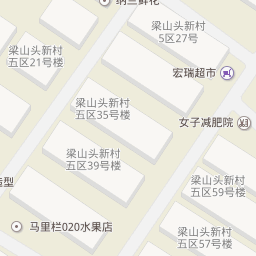 纳兰鲜花
梁山头新村
五区21号楼
梁山头新村
5区27号
宏瑞超市
梁山头新村
五区35号楼
女子减肥院
梁山头新村
五区39号楼
造型
梁山头新村
五区59号楼
马里栏020水果店
梁山头新村
五区57号楼